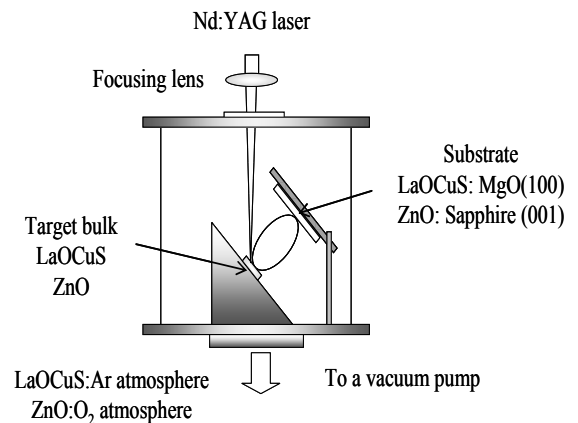 Nd:YAG laser
Focusing lens
Substrate
LaOCuS: MgO(100)
ZnO: Sapphire (001)
Target bulk
LaOCuS
ZnO
LaOCuS:Ar atmosphere
ZnO:O₂ atmosphere
To a vacuum pump